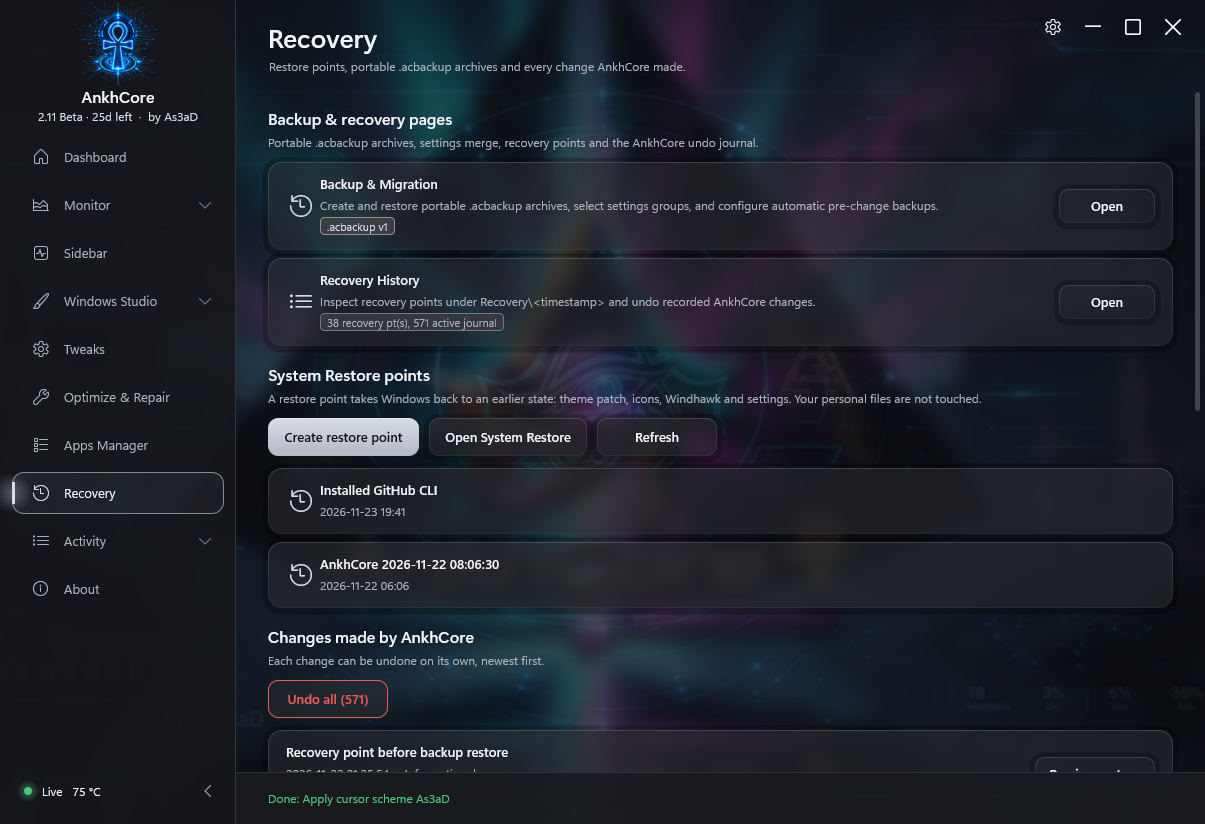 AnkhCore
2.11 Beta · 25d left · by As3aD
Dashboard
Monitor
Sidebar
Windows Studio
Tweaks
Optimize & Repair
Apps Manager
Recovery
Activity
About
Live 75 °C
Recovery
Restore points, portable .acbackup archives and every change AnkhCore made.
Backup & recovery pages
Portable .acbackup archives, settings merge, recovery points and the AnkhCore undo journal.
Backup & Migration
Create and restore portable .acbackup archives, select settings groups, and configure automatic pre-change backups.
.acbackup v1
Open
Recovery History
Inspect recovery points under Recovery\<timestamp> and undo recorded AnkhCore changes.
38 recovery pt(s), 571 active journal
Open
System Restore points
A restore point takes Windows back to an earlier state: theme patch, icons, Windhawk and settings. Your personal files are not touched.
Create restore point
Open System Restore
Refresh
Installed GitHub CLI
2026-11-23 19:41
AnkhCore 2026-11-22 08:06:30
2026-11-22 06:06
Changes made by AnkhCore
Each change can be undone on its own, newest first.
Undo all (571)
Recovery point before backup restore
Done: Apply cursor scheme As3aD